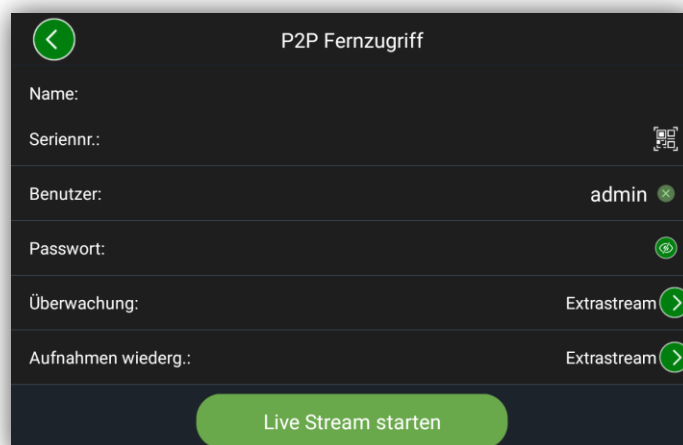 P2P Fernzugriff
Name:
Seriennr.:
Benutzer: admin
Passwort:
Überwachung: Extrastream
Aufnahmen wiederg.: Extrastream
Live Stream starten